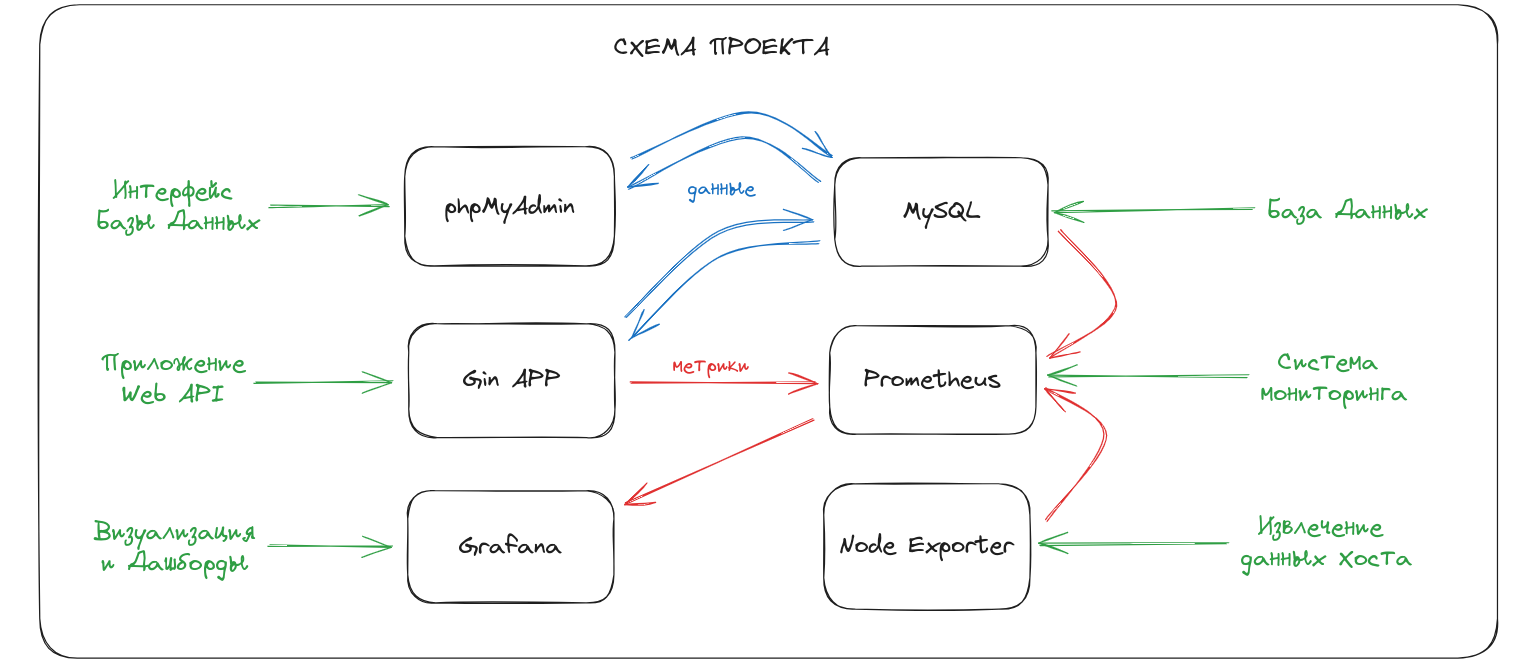 СХЕМА ПРОЕКТА
Интерфейс
Базы Данных
phpMyAdmin
данные
MySQL
База Данных
Приложение
Web API
Gin APP
метрики
Prometheus
Система
мониторинга
Визуализация
и Дашборды
Grafana
Node Exporter
Извлечение
данных хоста